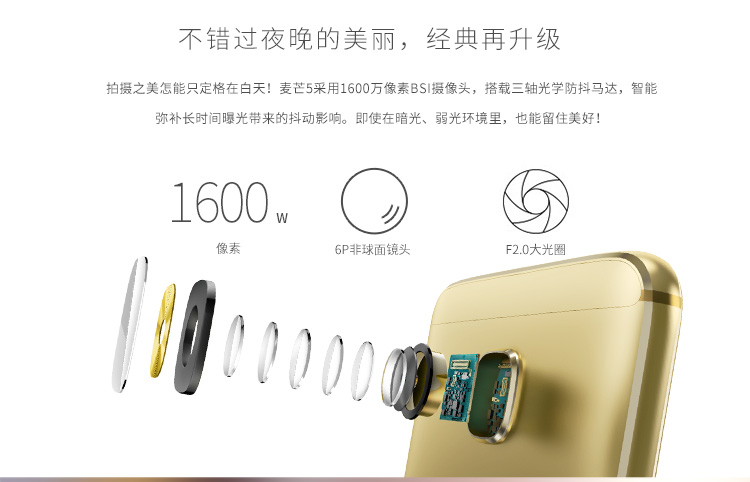 不错过夜晚的美丽，经典再升级
拍摄之美怎能只定格在白天！麦芒5采用1600万像素BSI摄像头，搭载三轴光学防抖马达，智能
弥补长时间曝光带来的抖动影响。即使在暗光、弱光环境里，也能留住美好！
1600 W
像素
6P非球面镜头
F2.0大光圈